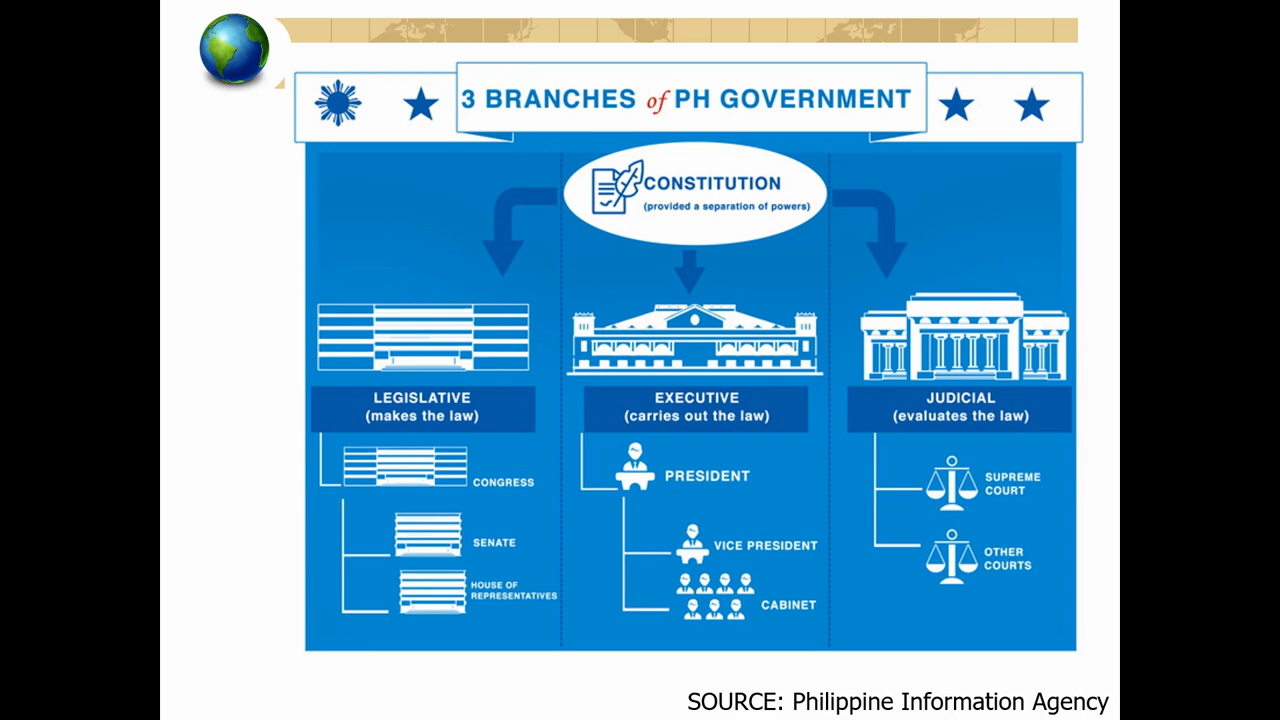 3 BRANCHES of PH GOVERNMENT
CONSTITUTION
(provided a separation of powers)
LEGISLATIVE
(makes the law)
CONGRESS
SENATE
HOUSE OF
REPRESENTATIVES
EXECUTIVE
(carries out the law)
PRESIDENT
VICE PRESIDENT
CABINET
JUDICIAL
(evaluates the law)
SUPREME
COURT
OTHER
COURTS
SOURCE: Philippine Information Agency